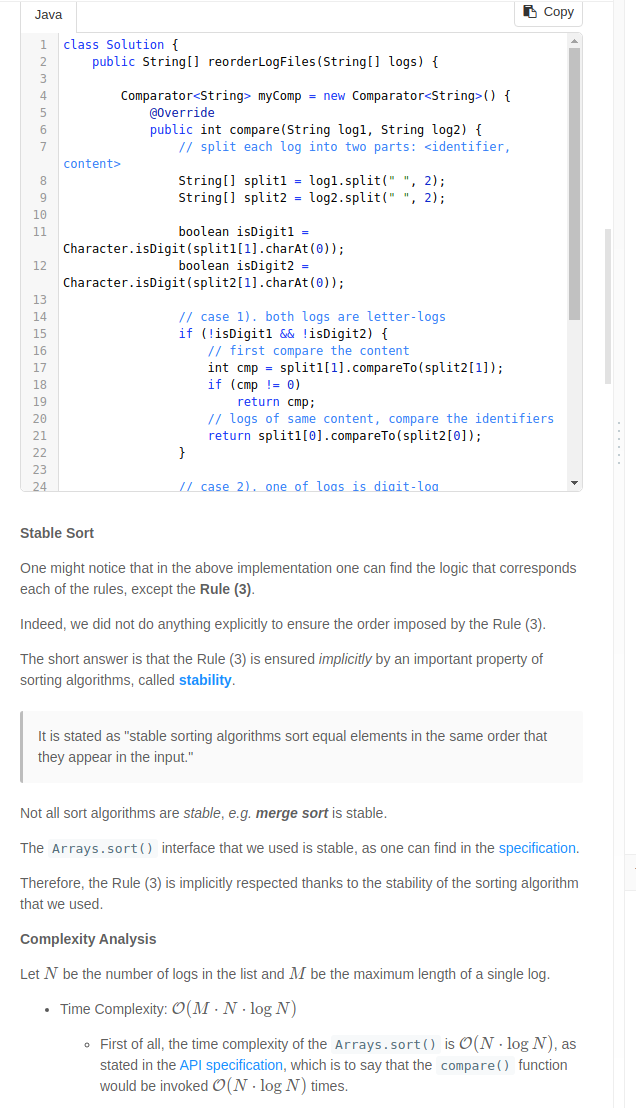 Java
Copy
1 class Solution {
2     public String[] reorderLogFiles(String[] logs) {
3
4         Comparator<String> myComp = new Comparator<String>() {
5             @Override
6             public int compare(String log1, String log2) {
7                 // split each log into two parts: <identifier,
content>
8                 String[] split1 = log1.split(" ", 2);
9                 String[] split2 = log2.split(" ", 2);
10
11                 boolean isDigit1 =
Character.isDigit(split1[1].charAt(0));
12                 boolean isDigit2 =
Character.isDigit(split2[1].charAt(0));
13
14                 // case 1). both logs are letter-logs
15                 if (!isDigit1 && !isDigit2) {
16                     // first compare the content
17                     int cmp = split1[1].compareTo(split2[1]);
18                     if (cmp != 0)
19                         return cmp;
20                     // logs of same content, compare the identifiers
21                     return split1[0].compareTo(split2[0]);
22                 }
23
24                 // case 2). one of logs is digit-log
Stable Sort
One might notice that in the above implementation one can find the logic that corresponds
each of the rules, except the Rule (3).
Indeed, we did not do anything explicitly to ensure the order imposed by the Rule (3).
The short answer is that the Rule (3) is ensured implicitly by an important property of
sorting algorithms, called stability.
It is stated as "stable sorting algorithms sort equal elements in the same order that
they appear in the input."
Not all sort algorithms are stable, e.g. merge sort is stable.
The Arrays.sort() interface that we used is stable, as one can find in the specification.
Therefore, the Rule (3) is implicitly respected thanks to the stability of the sorting algorithm
that we used.
Complexity Analysis
Let N be the number of logs in the list and M be the maximum length of a single log.
• Time Complexity: O(M · N · log N)
◦ First of all, the time complexity of the Arrays.sort() is O(N · log N), as
stated in the API specification, which is to say that the compare() function
would be invoked O(N · log N) times.